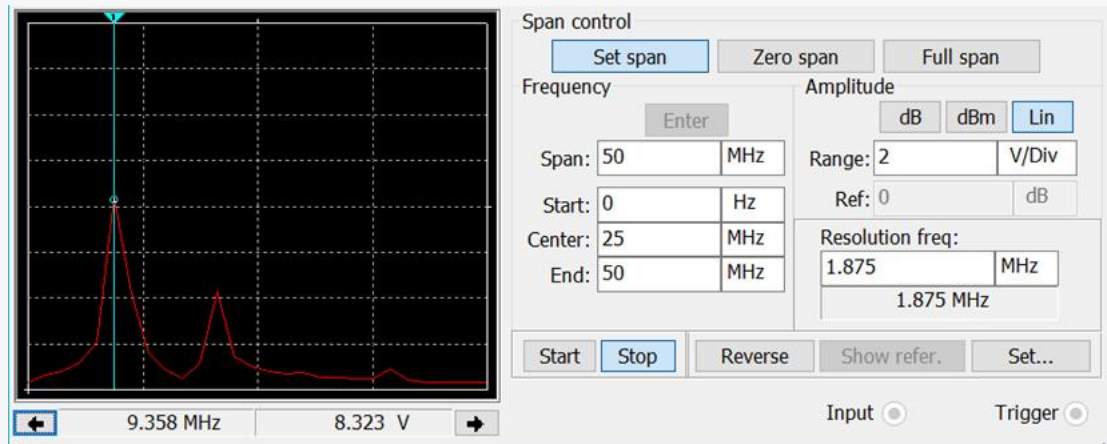 Span control
Set span Zero span Full span
Frequency
Enter
Span: 50 MHz
Start: 0 Hz
Center: 25 MHz
End: 50 MHz
Amplitude
dB dBm Lin
Range: 2 V/Div
Ref: 0 dB
Resolution freq:
1.875 MHz
1.875 MHz
Start Stop Reverse Show refer. Set...
9.358 MHz 8.323 V
Input Trigger